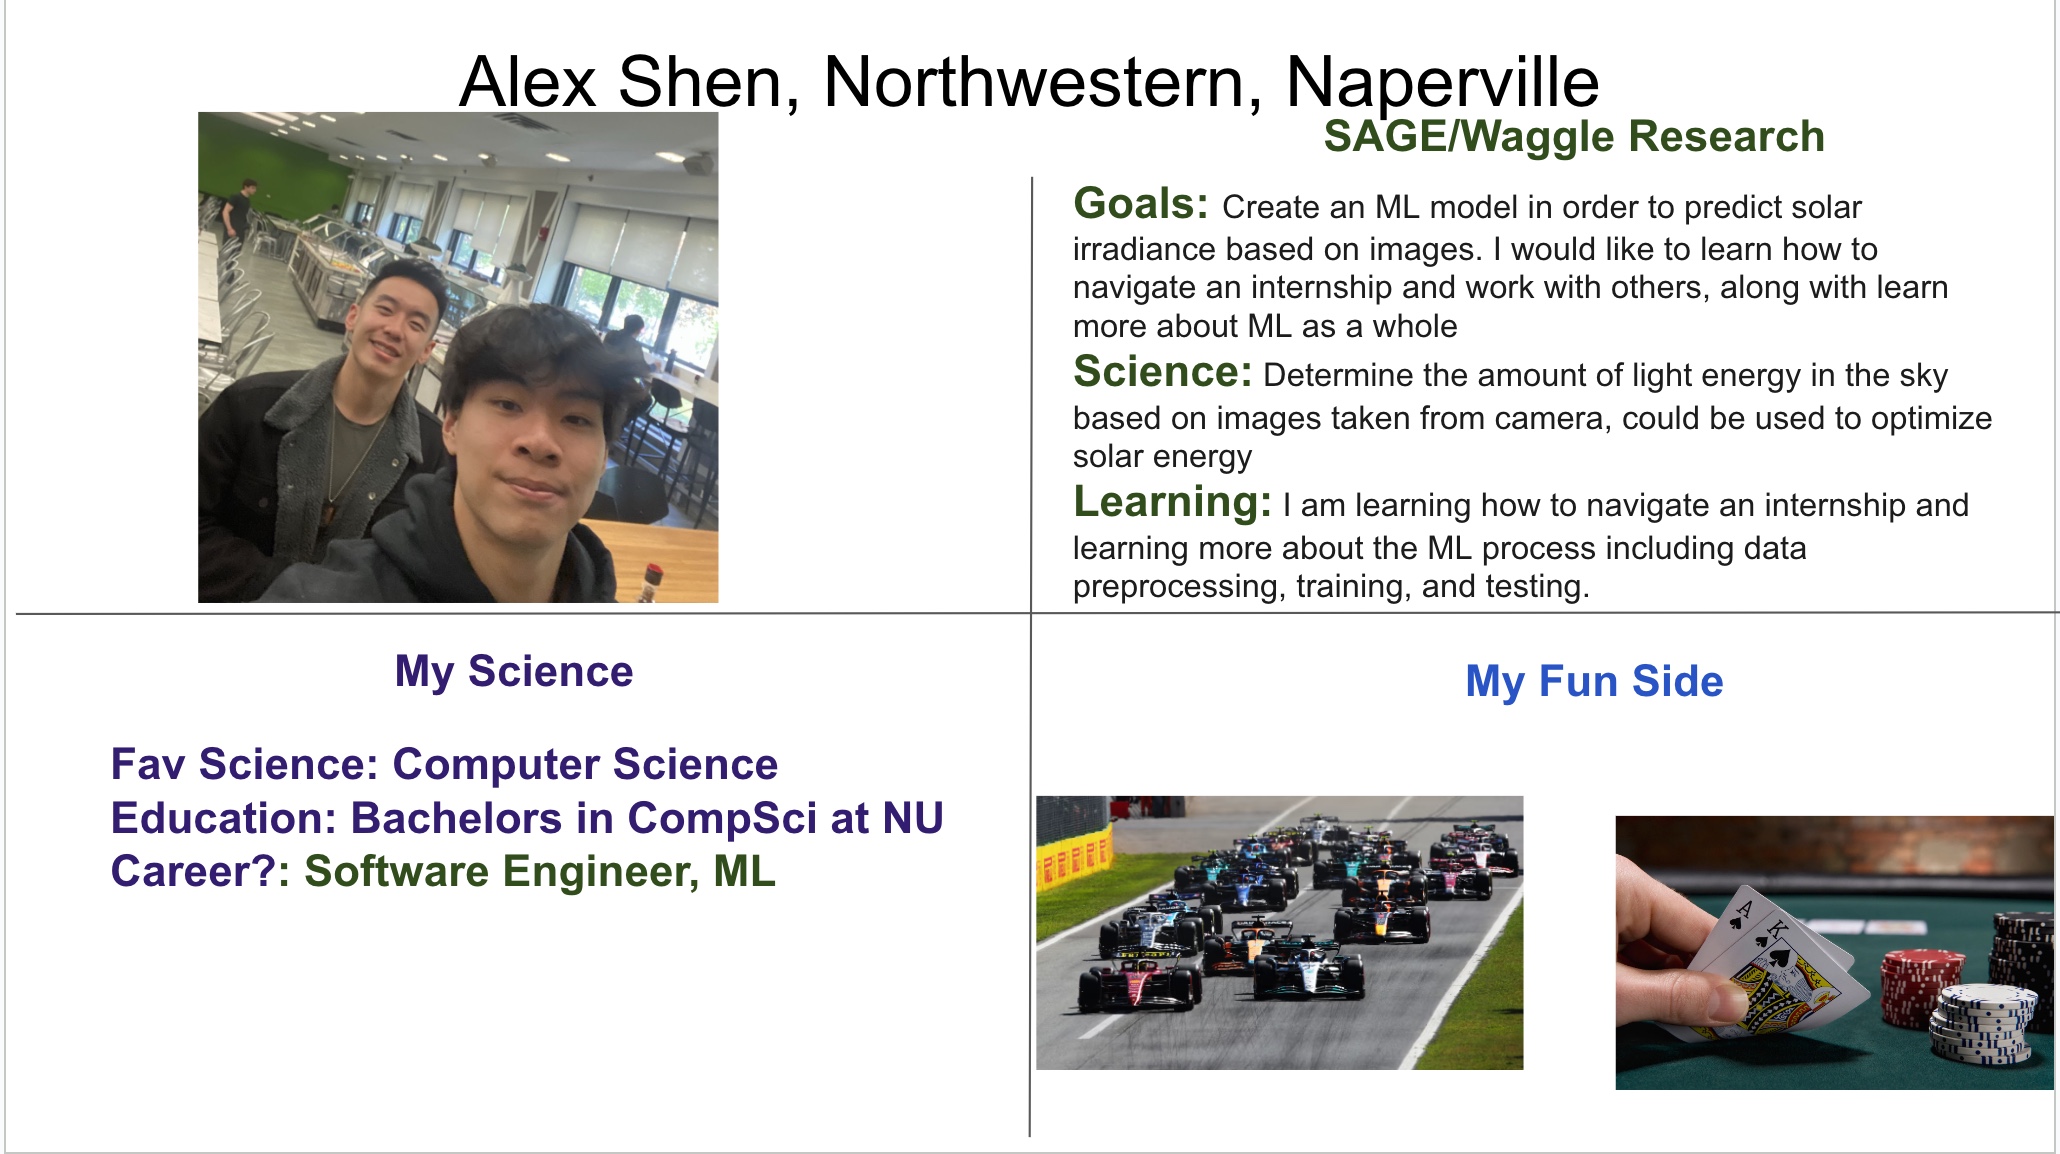 Alex Shen, Northwestern, Naperville
SAGE/Waggle Research
Goals: Create an ML model in order to predict solar
irradiance based on images. I would like to learn how to
navigate an internship and work with others, along with learn
more about ML as a whole
Science: Determine the amount of light energy in the sky
based on images taken from camera, could be used to optimize
solar energy
Learning: I am learning how to navigate an internship and
learning more about the ML process including data
preprocessing, training, and testing.
My Science
Fav Science: Computer Science
Education: Bachelors in CompSci at NU
Career?: Software Engineer, ML
My Fun Side
A
K